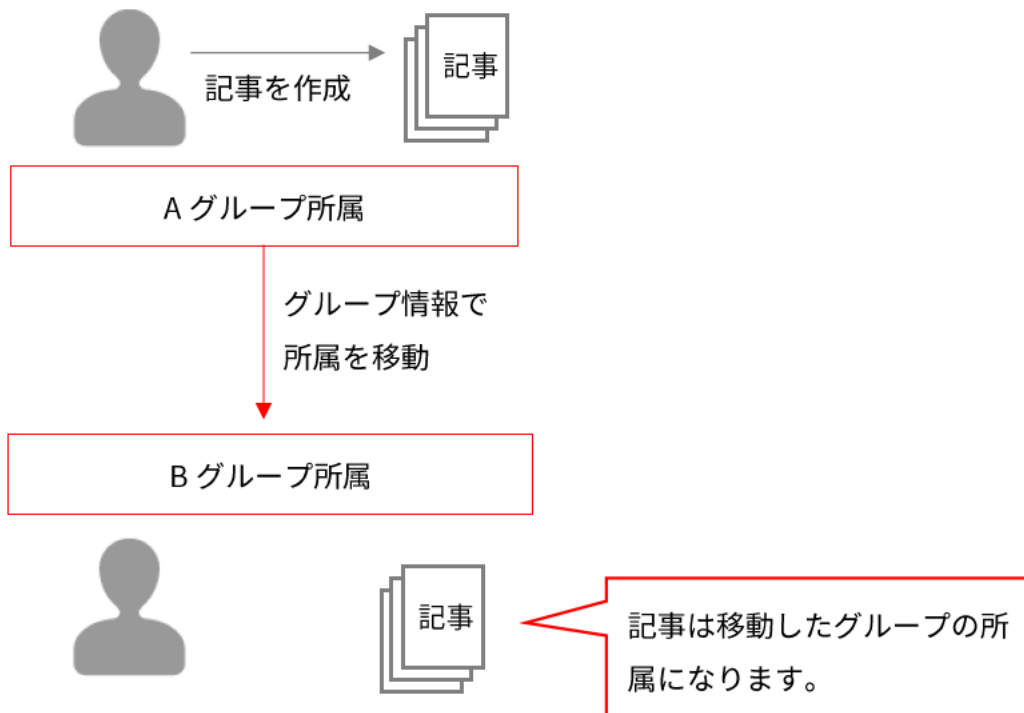 記事
記事を作成
A グループ所属
グループ情報で
所属を移動
B グループ所属
記事
記事は移動したグループの所
属になります。